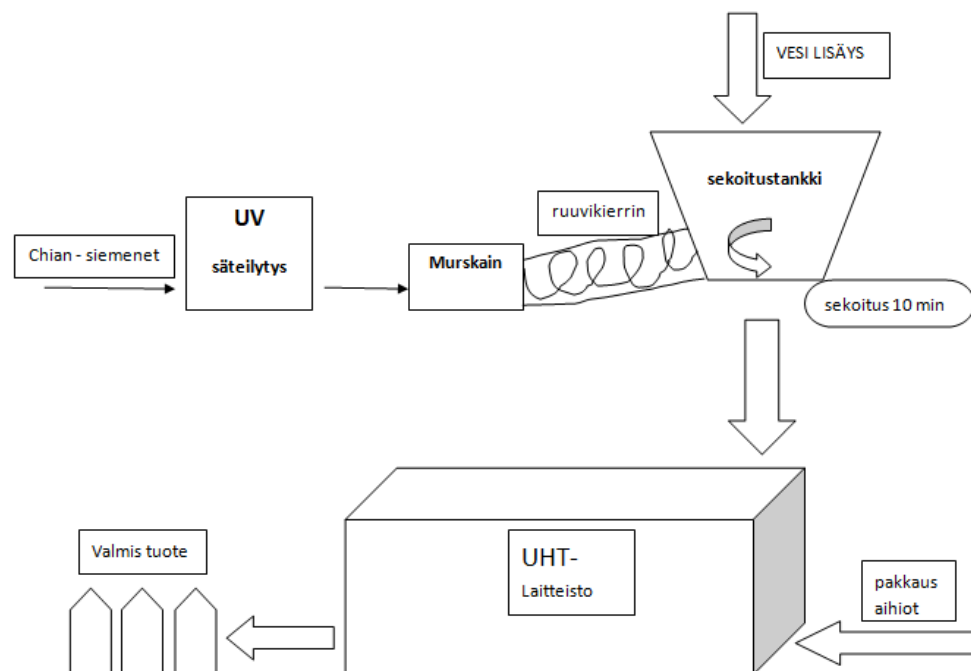 VESI LISÄYS
sekoitustankki
ruuvikierrin
UV
säteilytys
Chian - siemenet
Murskain
sekoitus 10 min
Valmis tuote
UHT-
Laitteisto
pakkaus
aihiot